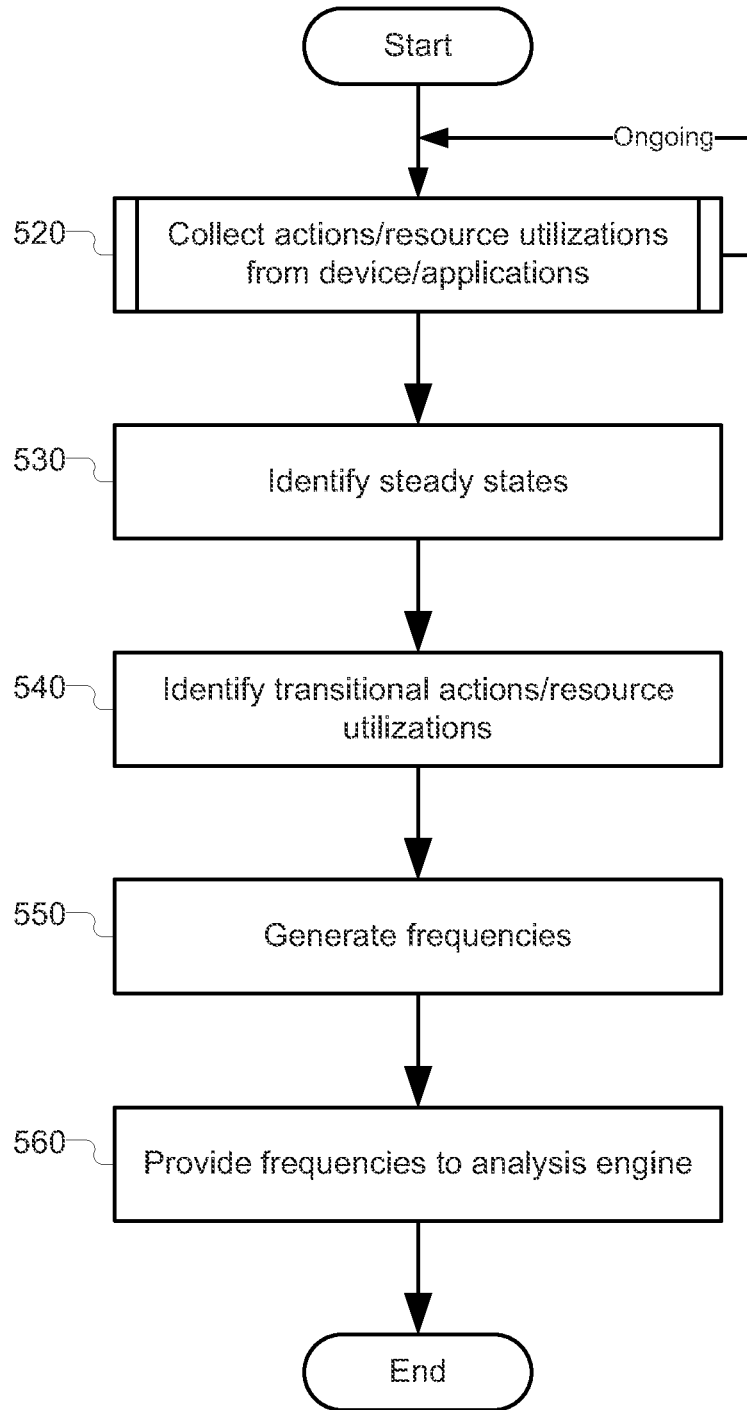 Start
Ongoing
520
Collect actions/resource utilizations
from device/applications
530
Identify steady states
540
Identify transitional actions/resource
utilizations
550
Generate frequencies
560
Provide frequencies to analysis engine
End